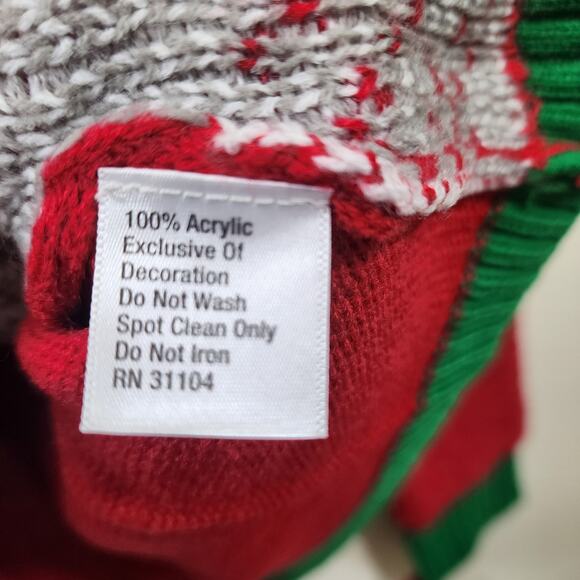 100% Acrylic
Exclusive Of
Decoration
Do Not Wash
Spot Clean Only
Do Not Iron
RN 31104